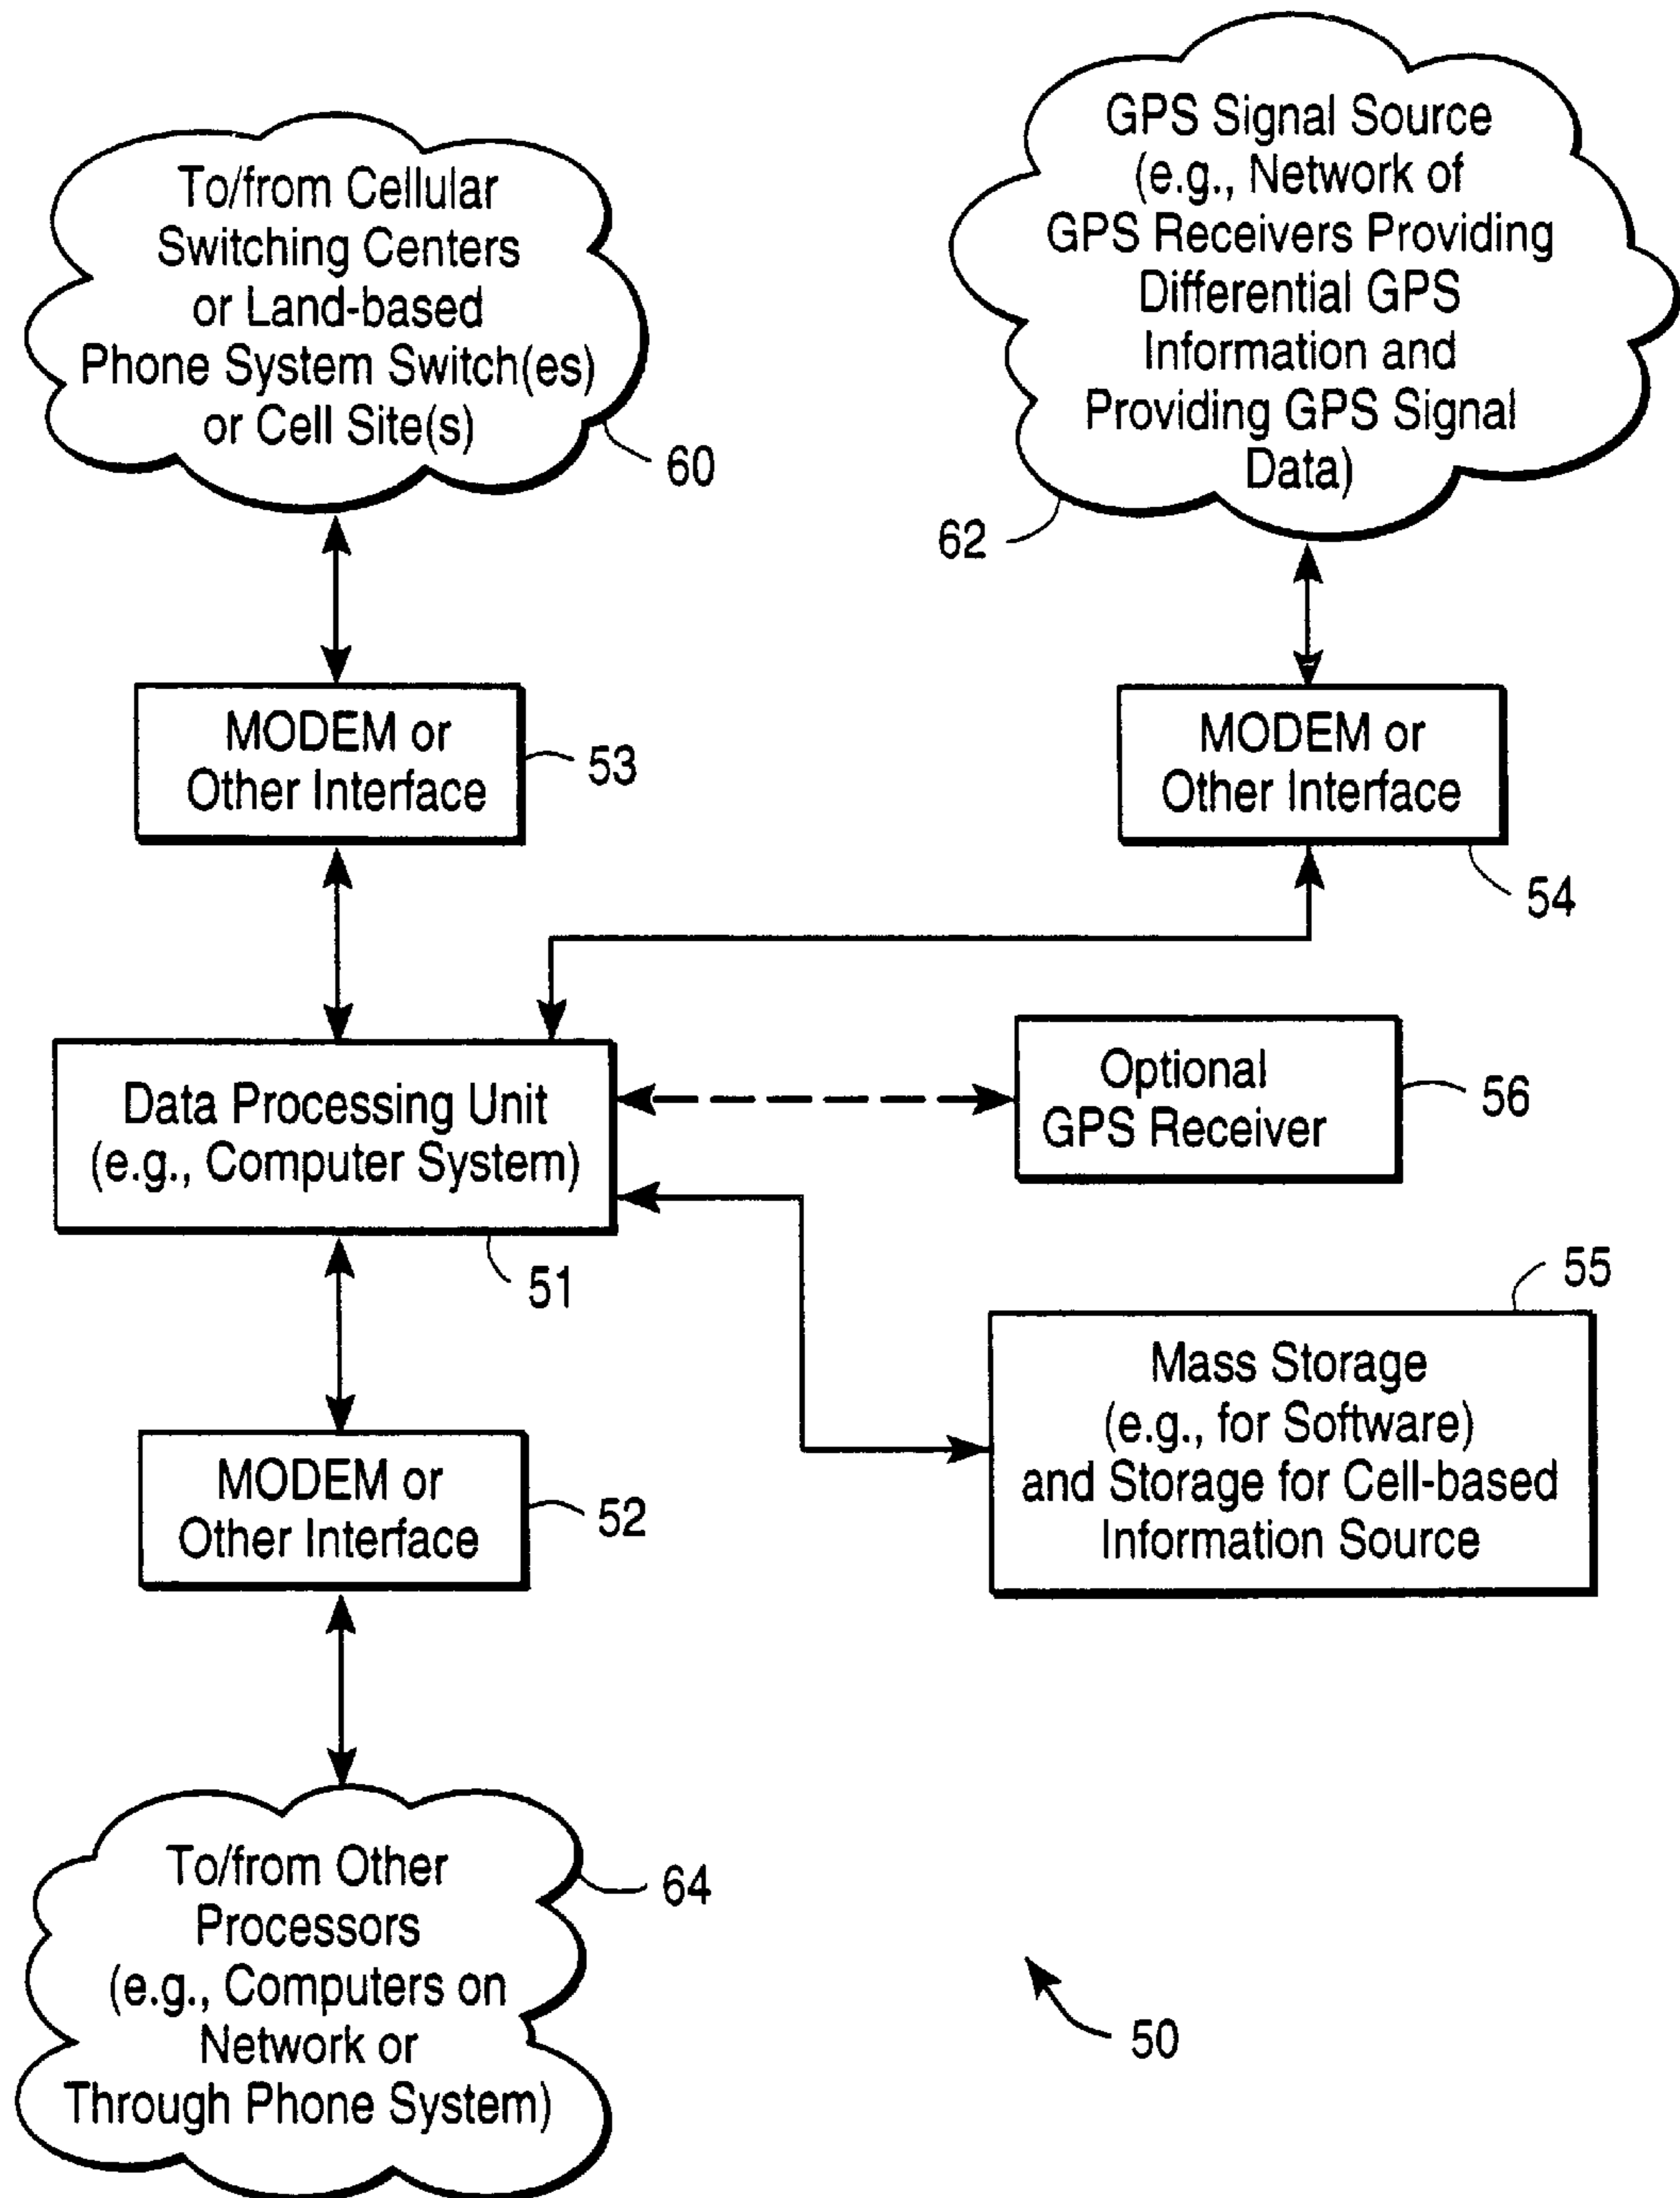 To/from Cellular
Switching Centers
or Land-based
Phone System Switch(es)
or Cell Site(s)
60
GPS Signal Source
(e.g., Network of
GPS Receivers Providing
Differential GPS
Information and
Providing GPS Signal
Data)
62
MODEM or
Other Interface
53
MODEM or
Other Interface
54
Data Processing Unit
(e.g., Computer System)
51
Optional
GPS Receiver
56
55
Mass Storage
(e.g., for Software)
and Storage for Cell-based
Information Source
MODEM or
Other Interface
52
To/from Other
Processors
(e.g., Computers on
Network or
Through Phone System)
64
50